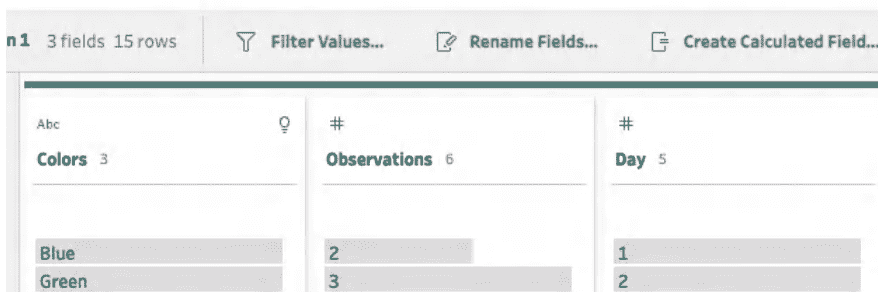 n 1 3 fields 15 rows Filter Values... Rename Fields... Create Calculated Field...
Abc # #
Colors 3 Observations 6 Day 5
Blue 2 1
Green 3 2